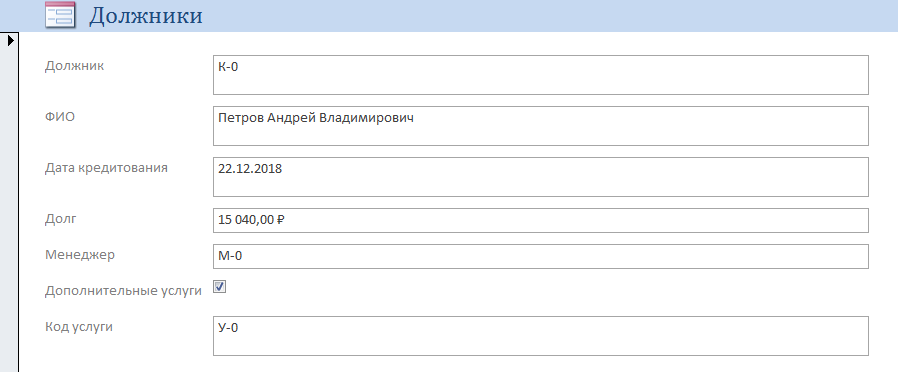 Должники
Должник К-0
ФИО Петров Андрей Владимирович
Дата кредитования 22.12.2018
Долг 15 040,00 ₽
Менеджер М-0
Дополнительные услуги
Код услуги У-0